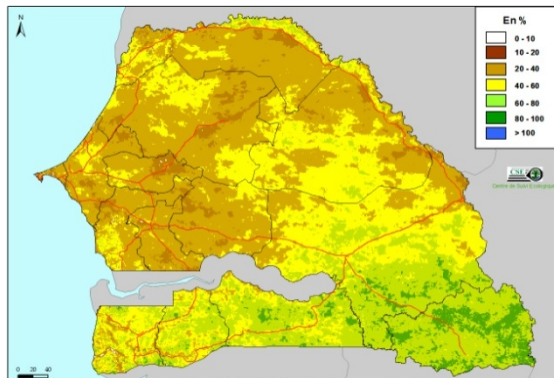 N
En %
0 - 10
10 - 20
20 - 40
40 - 60
60 - 80
80 - 100
> 100
CSE
Centre de Suivi Ecologique
0 20 40